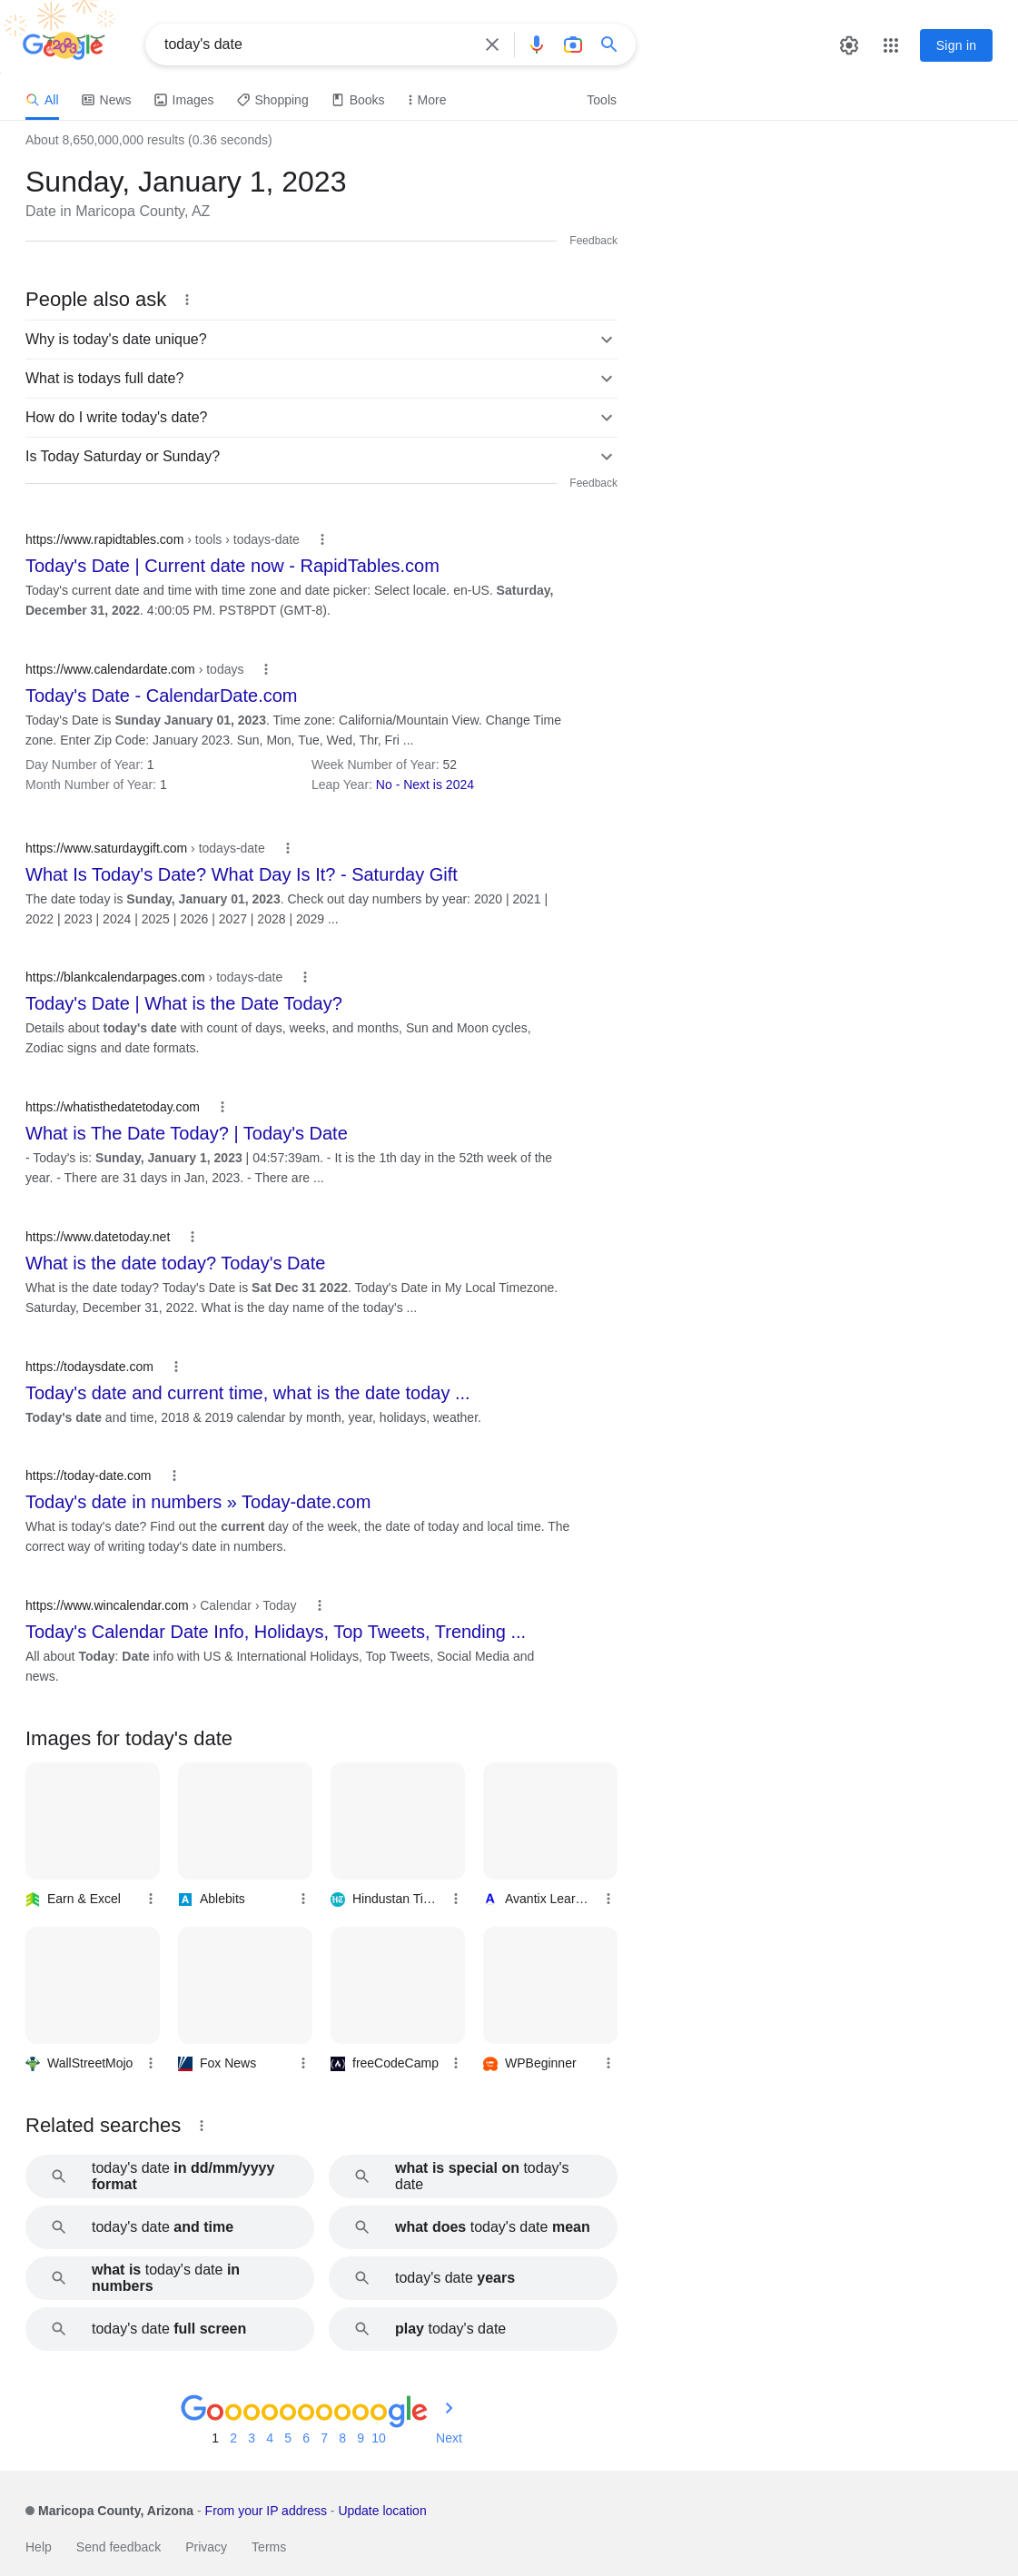 Google
2023
today's date
Sign in
All
News
Images
Shopping
Books
More
Tools
About 8,650,000,000 results (0.36 seconds)
Sunday, January 1, 2023
Date in Maricopa County, AZ
Feedback
People also ask
Why is today's date unique?
What is todays full date?
How do I write today's date?
Is Today Saturday or Sunday?
Feedback
https://www.rapidtables.com › tools › todays-date
Today's Date | Current date now - RapidTables.com
Today's current date and time with time zone and date picker: Select locale. en-US. Saturday,
December 31, 2022. 4:00:05 PM. PST8PDT (GMT-8).
https://www.calendardate.com › todays
Today's Date - CalendarDate.com
Today's Date is Sunday January 01, 2023. Time zone: California/Mountain View. Change Time
zone. Enter Zip Code: January 2023. Sun, Mon, Tue, Wed, Thr, Fri ...
Day Number of Year: 1 Week Number of Year: 52
Month Number of Year: 1 Leap Year: No - Next is 2024
https://www.saturdaygift.com › todays-date
What Is Today's Date? What Day Is It? - Saturday Gift
The date today is Sunday, January 01, 2023. Check out day numbers by year: 2020 | 2021 |
2022 | 2023 | 2024 | 2025 | 2026 | 2027 | 2028 | 2029 ...
https://blankcalendarpages.com › todays-date
Today's Date | What is the Date Today?
Details about today's date with count of days, weeks, and months, Sun and Moon cycles,
Zodiac signs and date formats.
https://whatisthedatetoday.com
What is The Date Today? | Today's Date
- Today's is: Sunday, January 1, 2023 | 04:57:39am. - It is the 1th day in the 52th week of the
year. - There are 31 days in Jan, 2023. - There are ...
https://www.datetoday.net
What is the date today? Today's Date
What is the date today? Today's Date is Sat Dec 31 2022. Today's Date in My Local Timezone.
Saturday, December 31, 2022. What is the day name of the today's ...
https://todaysdate.com
Today's date and current time, what is the date today ...
Today's date and time, 2018 & 2019 calendar by month, year, holidays, weather.
https://today-date.com
Today's date in numbers » Today-date.com
What is today's date? Find out the current day of the week, the date of today and local time. The
correct way of writing today's date in numbers.
https://www.wincalendar.com › Calendar › Today
Today's Calendar Date Info, Holidays, Top Tweets, Trending ...
All about Today: Date info with US & International Holidays, Top Tweets, Social Media and
news.
Images for today's date
Earn & Excel
A Ablebits
Hindustan Ti...
A Avantix Lear...
WallStreetMojo
Fox News
freeCodeCamp
WPBeginner
Related searches
today's date in dd/mm/yyyy
format
what is special on today's
date
today's date and time
what does today's date mean
what is today's date in
numbers
today's date years
today's date full screen
play today's date
Goooooooooogle
1 2 3 4 5 6 7 8 9 10 Next
Maricopa County, Arizona - From your IP address - Update location
Help Send feedback Privacy Terms